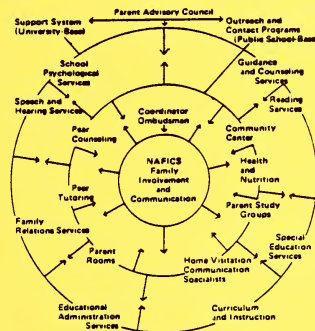 Parent Advisory Council
Support System
(University-Base)
Outreach and
Contact Programs
(Public School-Base)
School
Psychological
Services
Guidance
and Counseling
Services
Speech and
Hearing Services
Reading
Services
Coordinator
Ombudsman
Peer
Counseling
Community
Center
NAFICS
Family
Involvement
and
Communication
Health
and
Nutrition
Peer
Tutoring
Parent Study
Groups
Family
Relations Services
Parent
Rooms
Home Visitation
Communication
Specialists
Special
Education
Services
Educational
Administration
Services
Curriculum
and Instruction